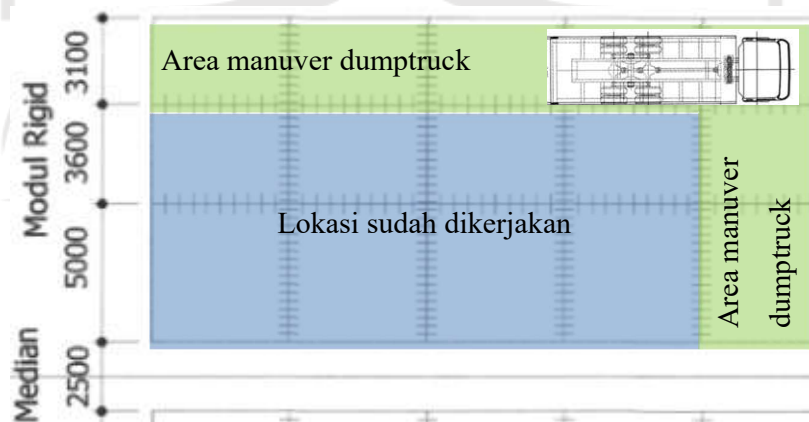 Modul Rigid
3100
3600
5000
Median
2500
Area manuver dumptruck
Lokasi sudah dikerjakan
Area manuver
dumptruck